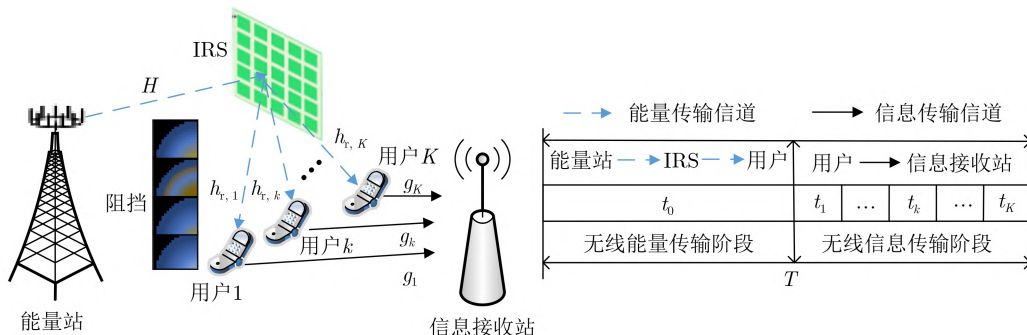 IRS
H
h_{r, K}
用户K
阻挡
h_{r, 1}
h_{r, k}
g_K
用户k
g_k
用户1
g_1
能量站
信息接收站
能量传输信道
信息传输信道
能量站 IRS 用户
用户 信息接收站
t_0
t_1 … t_k … t_K
无线能量传输阶段
无线信息传输阶段
T